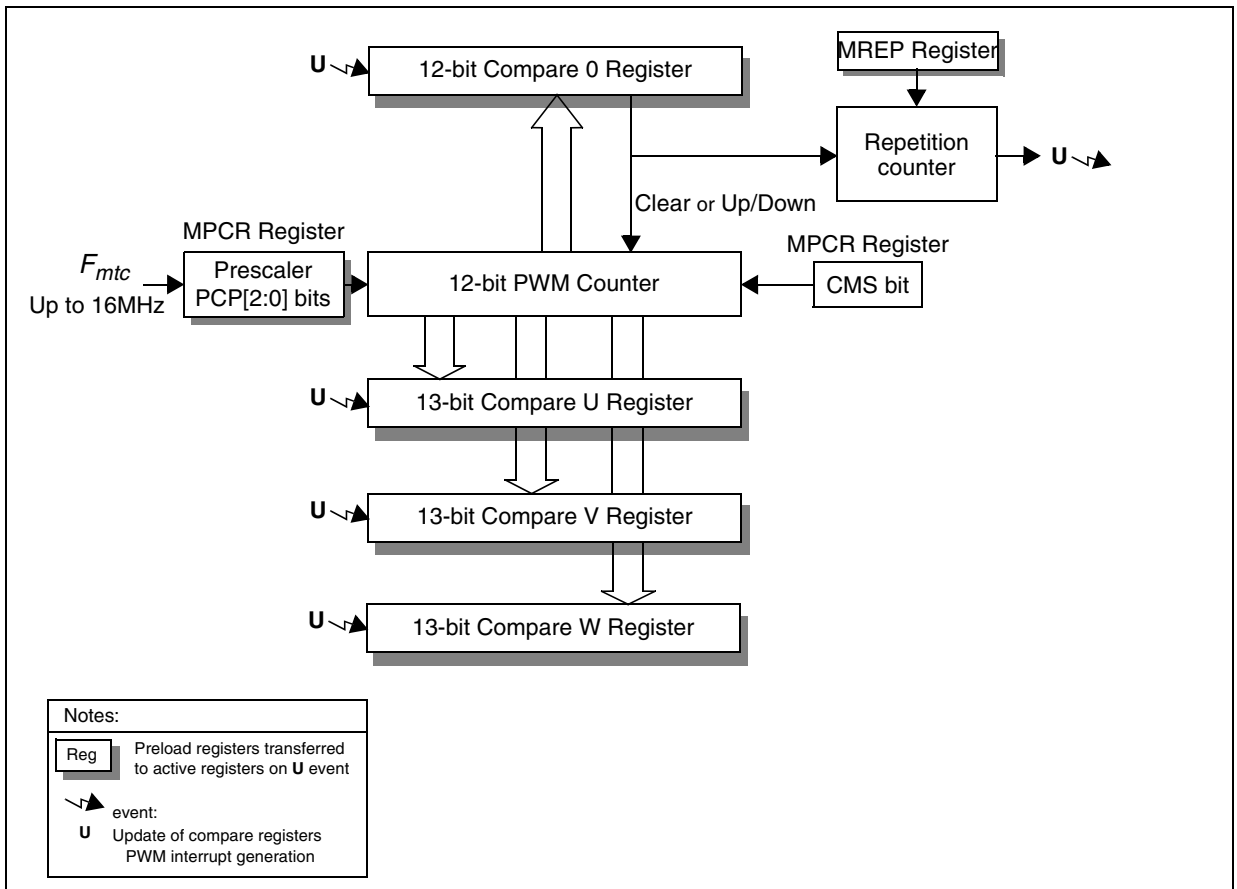 U
12-bit Compare 0 Register
MREP Register
Repetition
counter
U
Clear or Up/Down
MPCR Register
Fmtc
Up to 16MHz
Prescaler
PCP[2:0] bits
12-bit PWM Counter
MPCR Register
CMS bit
U
13-bit Compare U Register
U
13-bit Compare V Register
U
13-bit Compare W Register
Notes:
Reg
Preload registers transferred
to active registers on U event
event:
U Update of compare registers
PWM interrupt generation